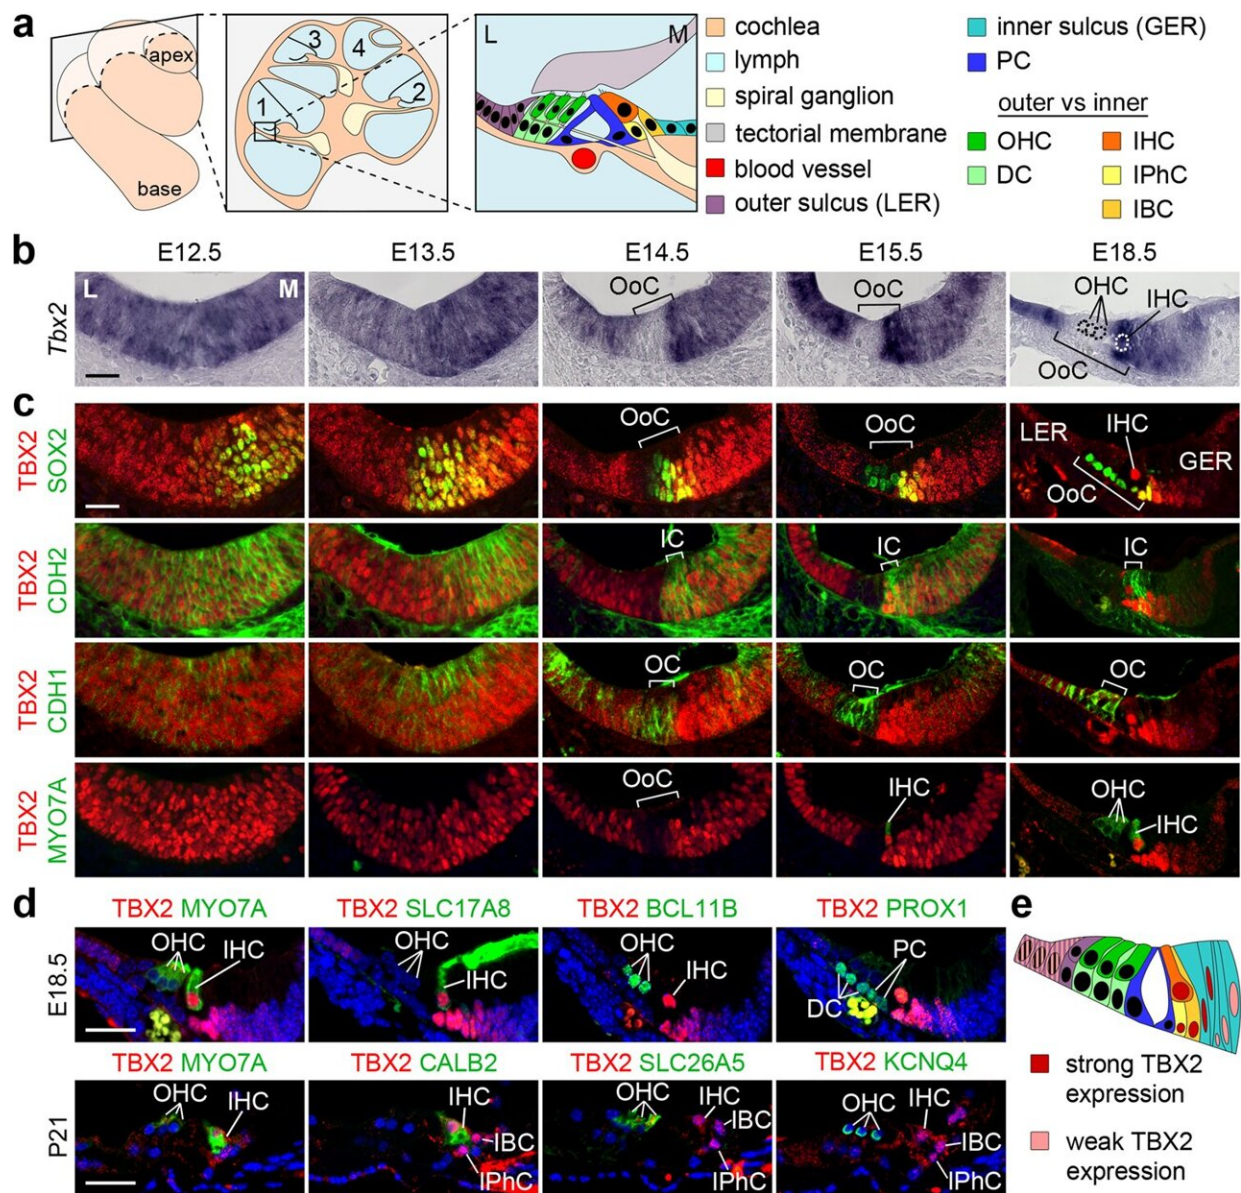 a
apex
base
1
2
3
4
L
M
cochlea
lymph
spiral ganglion
tectorial membrane
blood vessel
outer sulcus (LER)
inner sulcus (GER)
PC
outer vs inner
OHC
IHC
DC
IPhC
IBC
b
E12.5
E13.5
E14.5
E15.5
E18.5
Tbx2
L
M
OoC
OoC
OHC
IHC
OoC
c
TBX2
SOX2
OoC
OoC
LER
IHC
GER
OoC
TBX2
CDH2
IC
IC
IC
TBX2
CDH1
OC
OC
OC
TBX2
MYO7A
OoC
IHC
OHC
IHC
d
E18.5
TBX2 MYO7A
OHC
IHC
TBX2 SLC17A8
OHC
IHC
TBX2 BCL11B
OHC
IHC
TBX2 PROX1
PC
DC
P21
TBX2 MYO7A
OHC
IHC
TBX2 CALB2
IHC
IBC
IPhC
TBX2 SLC26A5
OHC
IHC
IBC
IPhC
TBX2 KCNQ4
OHC
IHC
IBC
IPhC
e
strong TBX2
expression
weak TBX2
expression